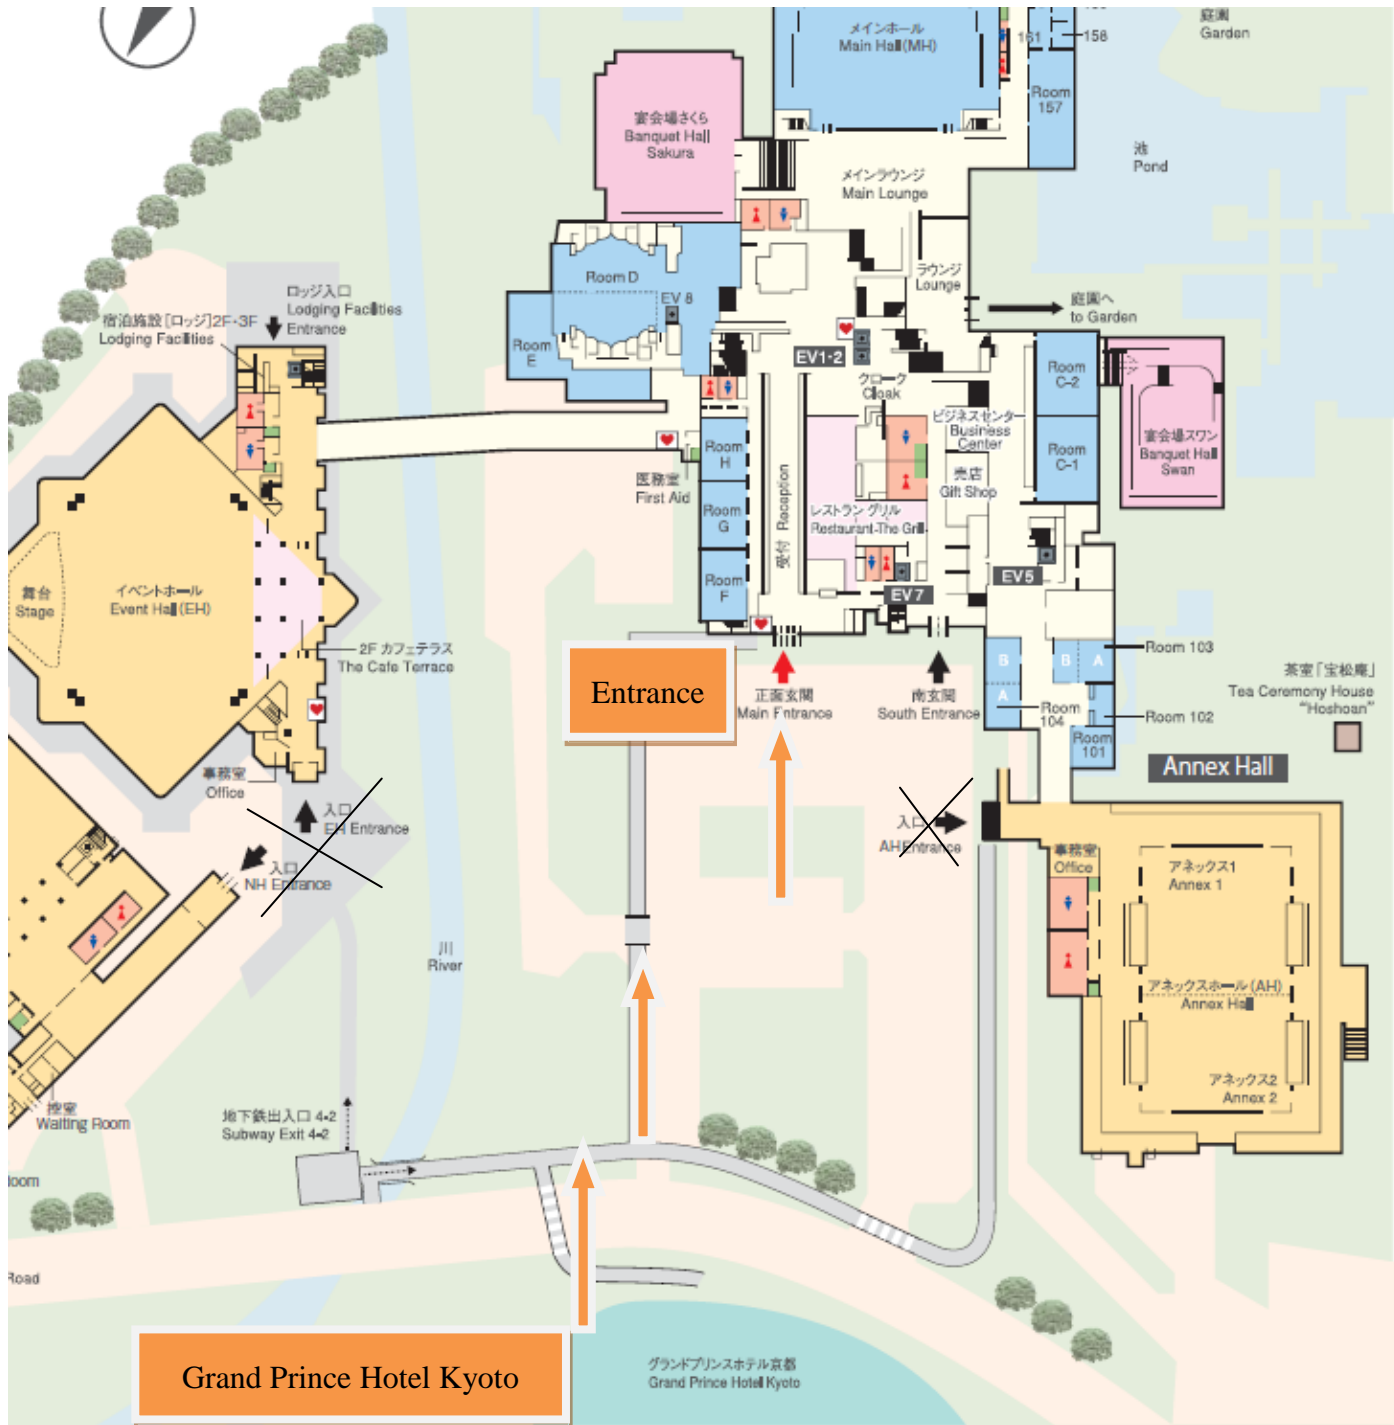 メインホール
Main Hall(MH)
161
158
庭園
Garden
Room
157
宴会場さくら
Banquet Hall
Sakura
池
Pond
メインラウンジ
Main Lounge
Room D
EV 8
Room
E
ラウンジ
Lounge
庭園へ
to Garden
ロッジ入口
Lodging Facilities
Entrance
宿泊施設[ロッジ]2F・3F
Lodging Facilities
EV1・2
クローク
Cloak
Room
C-2
ビジネスセンター
Business
Center
Room
C-1
宴会場スワン
Banquet Hall
Swan
Room
H
医務室
First Aid
受付 Reception
売店
Gift Shop
Room
G
レストラン グリル
Restaurant-The Grill
Room
F
EV5
EV7
舞台
Stage
イベントホール
Event Hall(EH)
2F カフェテラス
The Cafe Terrace
Entrance
正面玄関
Main Entrance
南玄関
South Entrance
B
A
B
A
Room 103
Room
104
Room 102
Room
101
茶室「宝松庵」
Tea Ceremony House
"Hoshoan"
Annex Hall
事務室
Office
入口
EH Entrance
入口
NH Entrance
入口
AH Entrance
事務室
Office
アネックス1
Annex 1
川
River
アネックスホール(AH)
Annex Hall
アネックス2
Annex 2
控室
Waiting Room
地下鉄出入口 4-2
Subway Exit 4-2
Road
グランドプリンスホテル京都
Grand Prince Hotel Kyoto
Grand Prince Hotel Kyoto